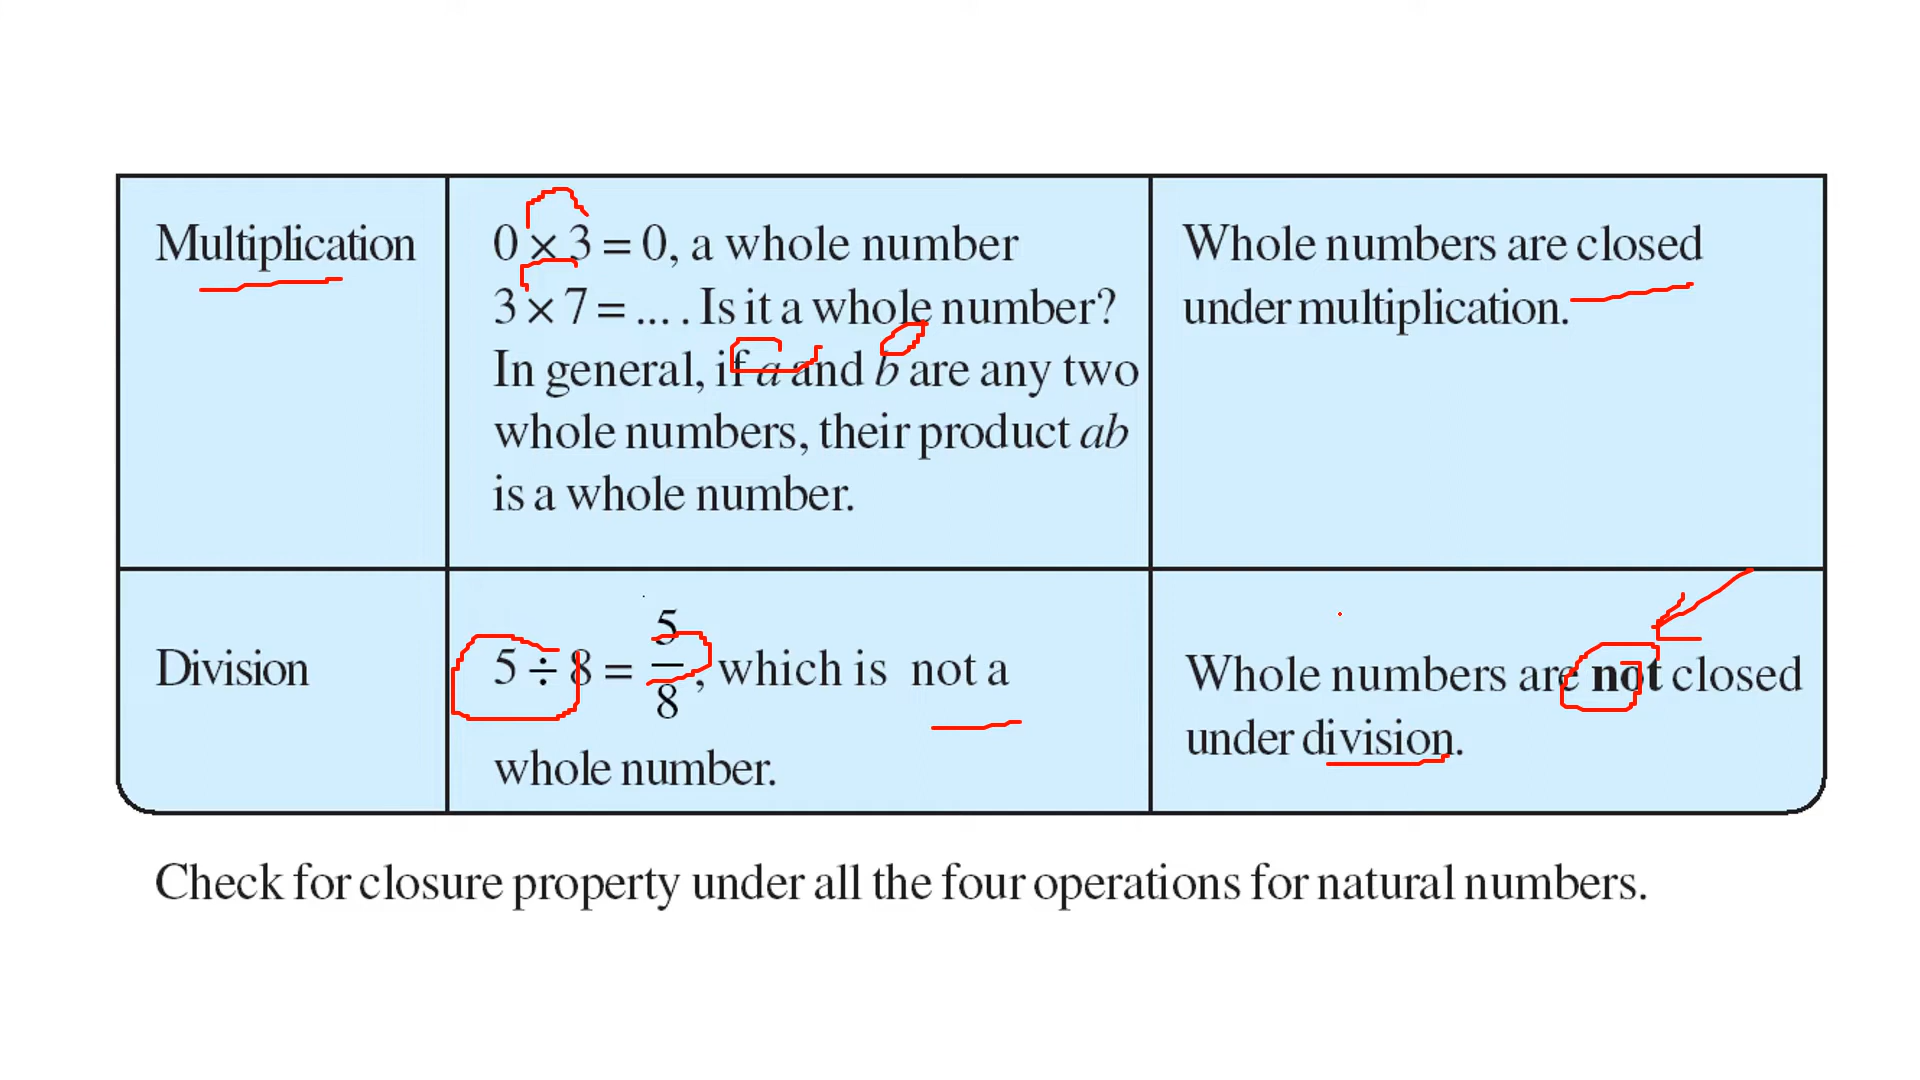 Multiplication
0 × 3 = 0, a whole number
3 × 7 = ... . Is it a whole number?
In general, if a and b are any two
whole numbers, their product ab
is a whole number.
Whole numbers are closed
under multiplication.
Division
5 ÷ 8 = 5/8, which is not a
whole number.
Whole numbers are not closed
under division.
Check for closure property under all the four operations for natural numbers.